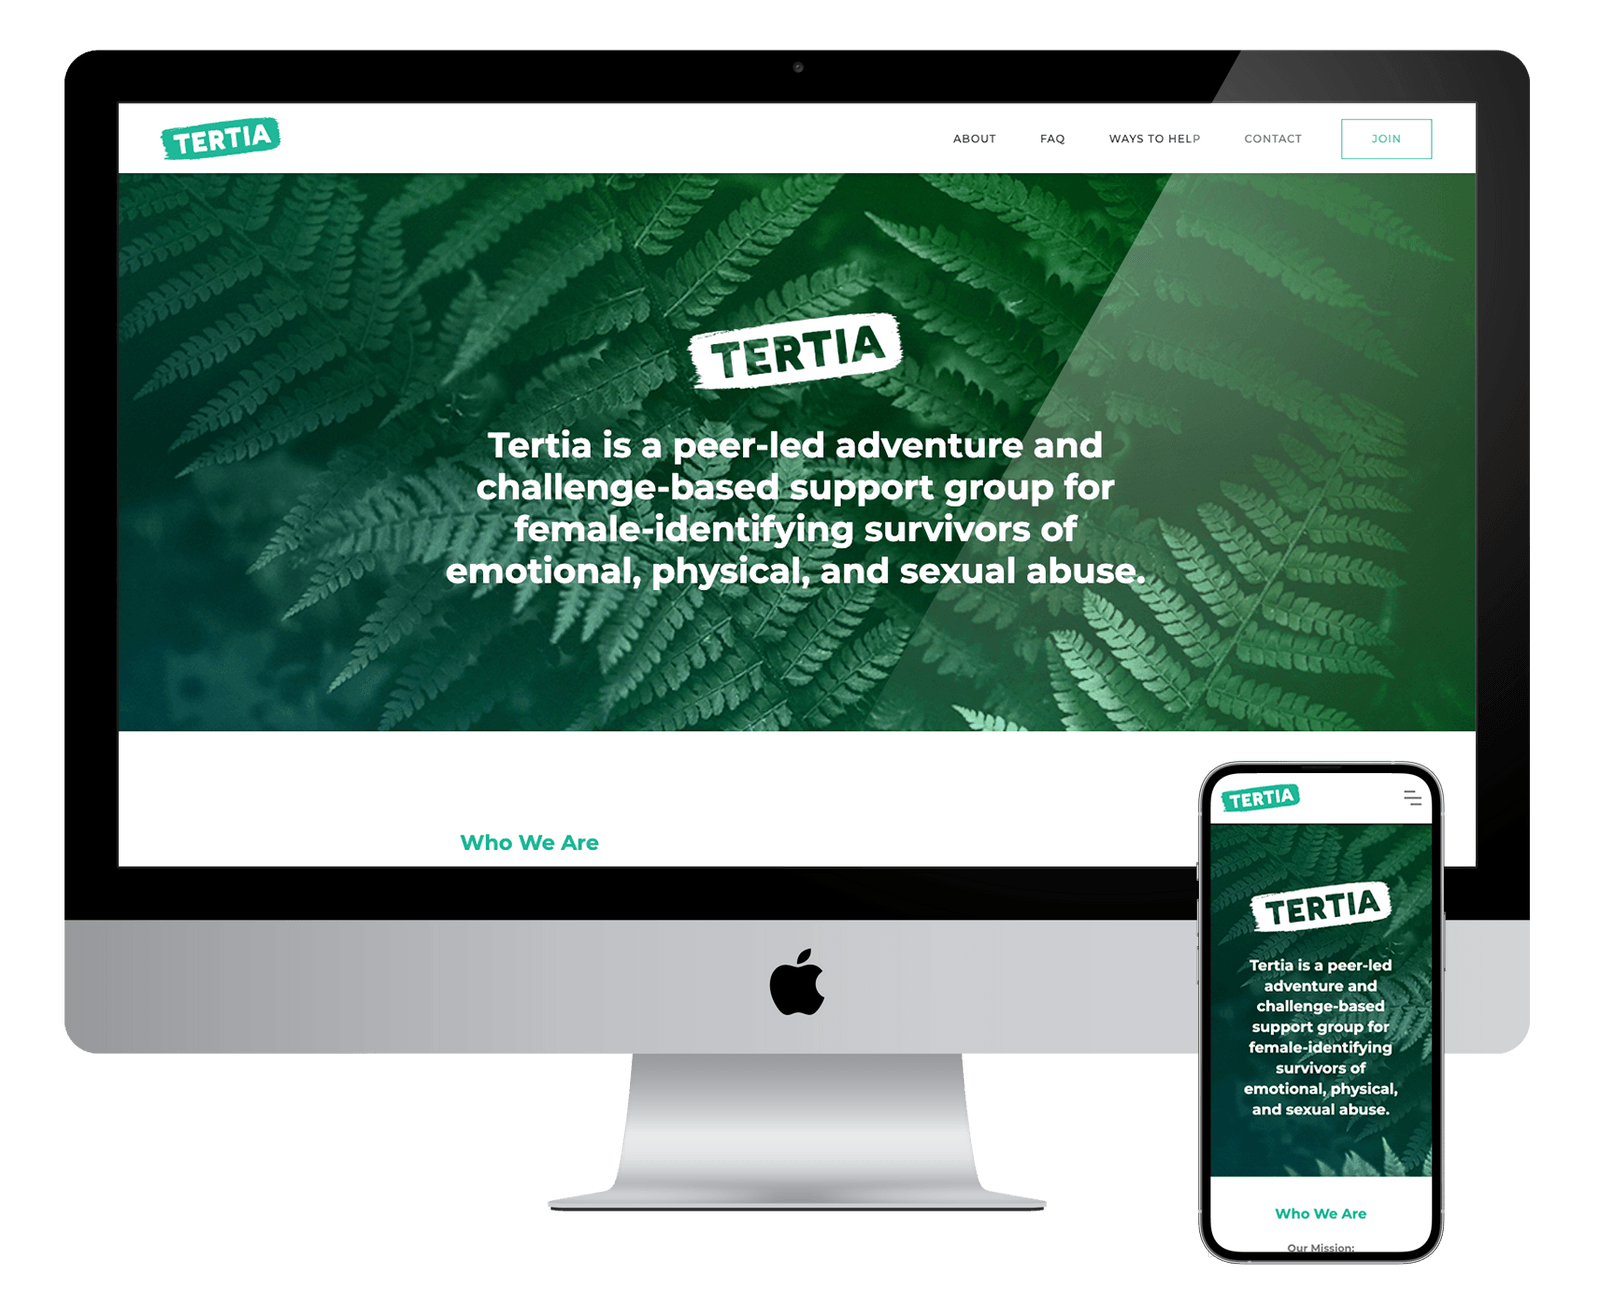 TERTIA
ABOUT
FAQ
WAYS TO HELP
CONTACT
JOIN
TERTIA
Tertia is a peer-led adventure and
challenge-based support group for
female-identifying survivors of
emotional, physical, and sexual abuse.
Who We Are
TERTIA
TERTIA
Tertia is a peer-led
adventure and
challenge-based
support group for
female-identifying
survivors of
emotional, physical,
and sexual abuse.
Who We Are
Our Mission: